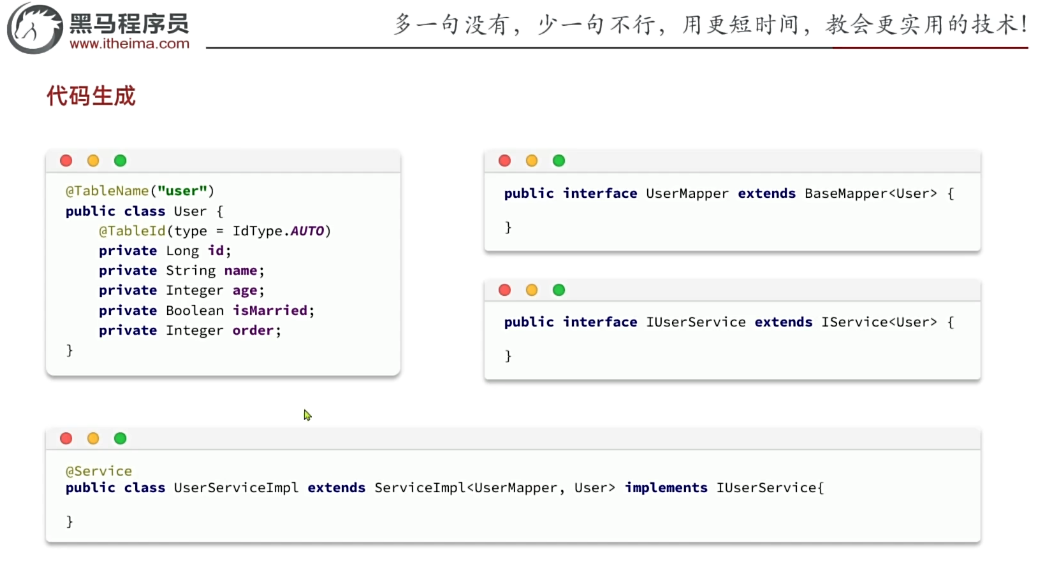 黑马程序员
www.itheima.com
多一句没有，少一句不行，用更短时间，教会更实用的技术！
代码生成
@TableName("user")
public class User {
    @TableId(type = IdType.AUTO)
    private Long id;
    private String name;
    private Integer age;
    private Boolean isMarried;
    private Integer order;
}
public interface UserMapper extends BaseMapper<User> {
}
public interface IUserService extends IService<User> {
}
@Service
public class UserServiceImpl extends ServiceImpl<UserMapper, User> implements IUserService{
}